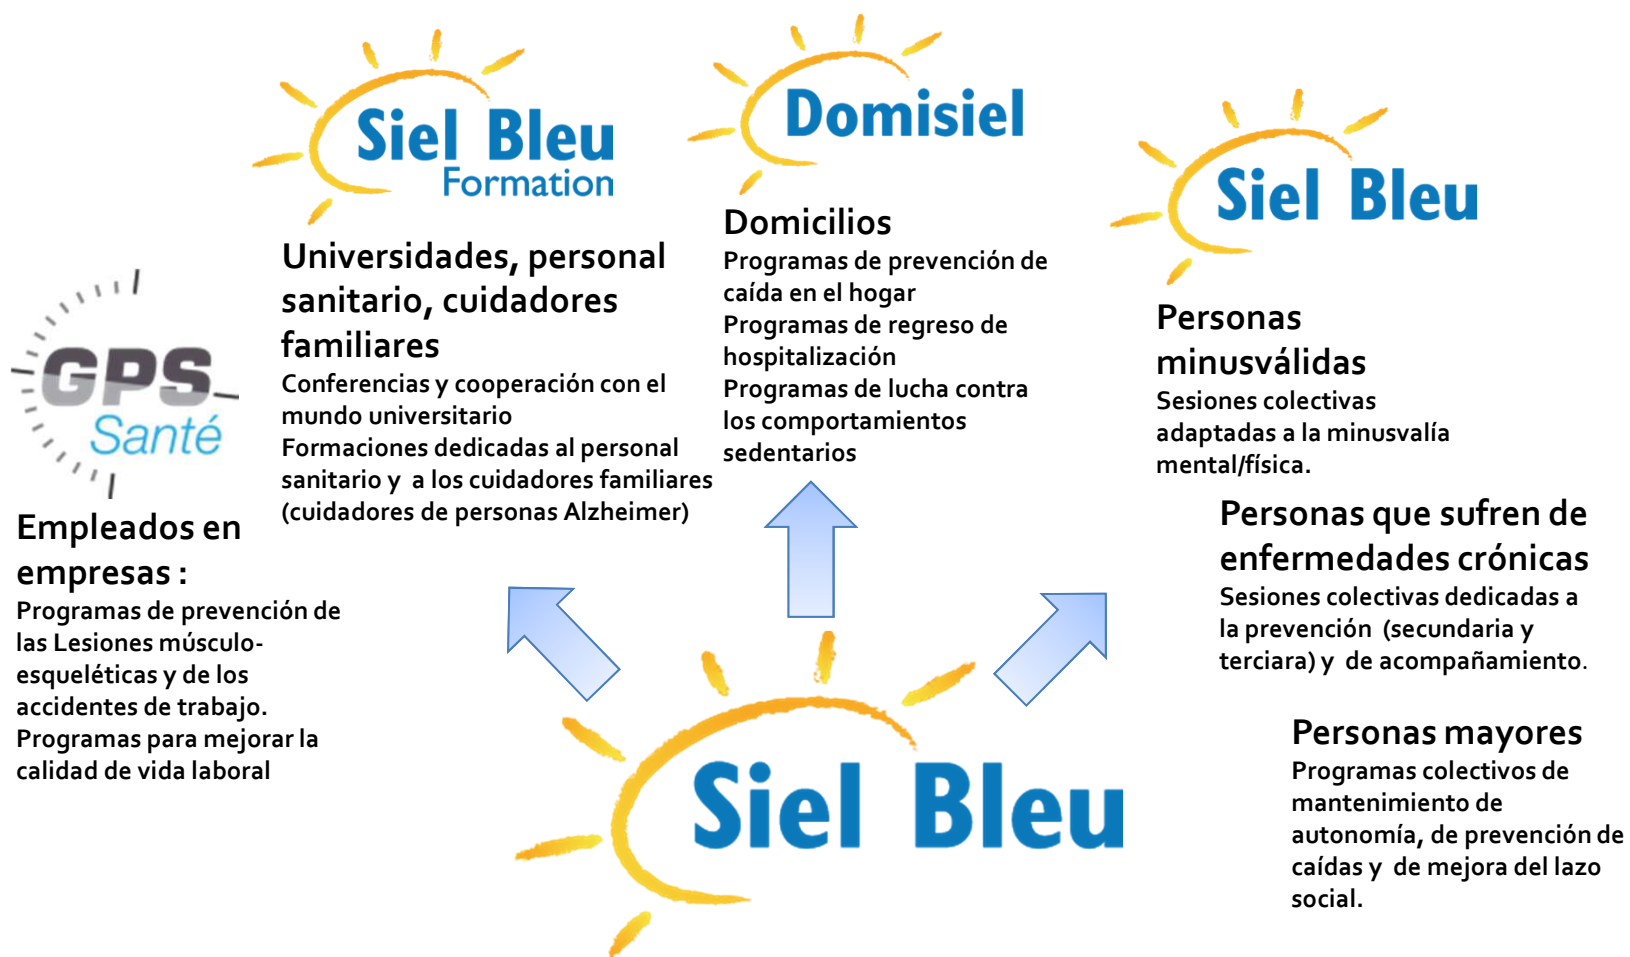 Siel Bleu
Formation
Universidades, personal
sanitario, cuidadores
familiares
Conferencias y cooperación con el
mundo universitario
Formaciones dedicadas al personal
sanitario y a los cuidadores familiares
(cuidadores de personas Alzheimer)
Domisiel
Domicilios
Programas de prevención de
caída en el hogar
Programas de regreso de
hospitalización
Programas de lucha contra
los comportamientos
sedentarios
Siel Bleu
Personas
minusválidas
Sesiones colectivas
adaptadas a la minusvalía
mental/física.
Personas que sufren de
enfermedades crónicas
Sesiones colectivas dedicadas a
la prevención (secundaria y
terciara) y de acompañamiento.
Personas mayores
Programas colectivos de
mantenimiento de
autonomía, de prevención de
caídas y de mejora del lazo
social.
GPS
Santé
Empleados en
empresas :
Programas de prevención de
las Lesiones músculo-
esqueléticas y de los
accidentes de trabajo.
Programas para mejorar la
calidad de vida laboral
Siel Bleu